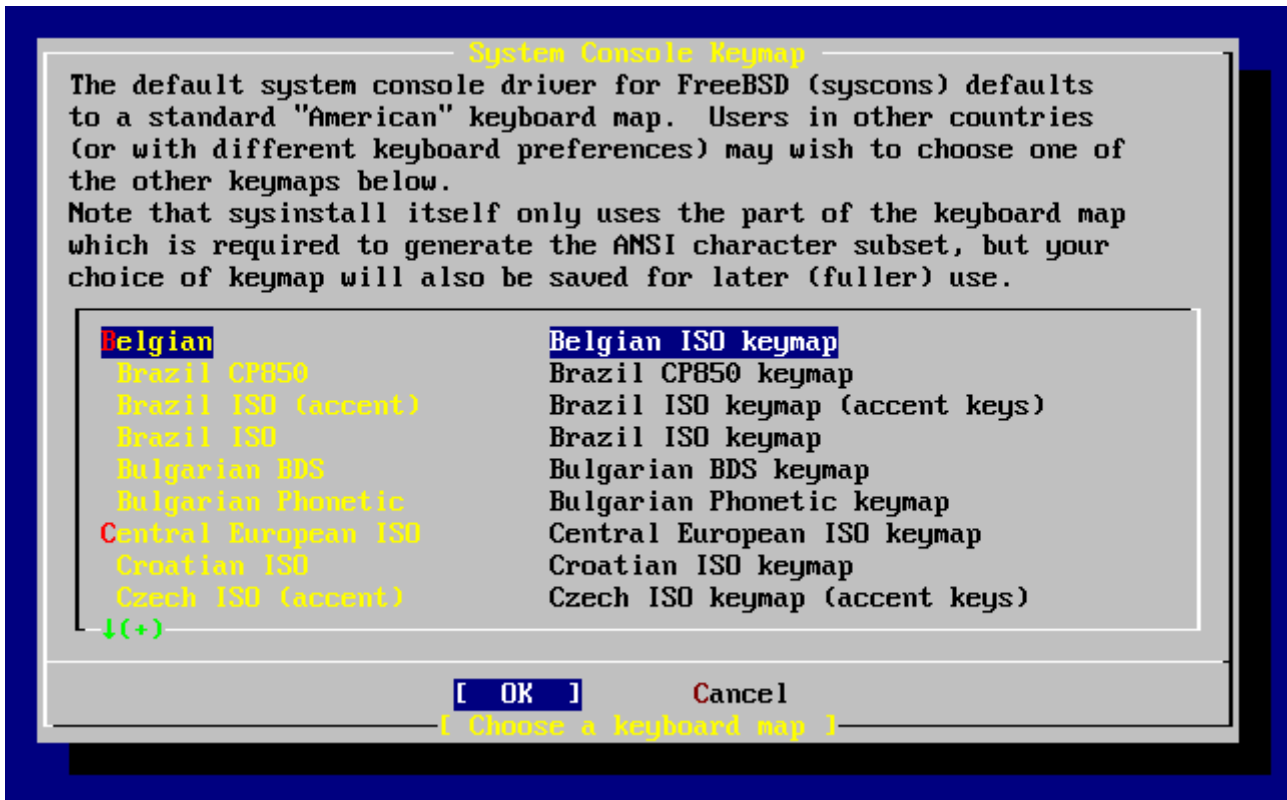 System Console Keymap
The default system console driver for FreeBSD (syscons) defaults
to a standard "American" keyboard map.  Users in other countries
(or with different keyboard preferences) may wish to choose one of
the other keymaps below.
Note that sysinstall itself only uses the part of the keyboard map
which is required to generate the ANSI character subset, but your
choice of keymap will also be saved for later (fuller) use.
Belgian Belgian ISO keymap
Brazil CP850 Brazil CP850 keymap
Brazil ISO (accent) Brazil ISO keymap (accent keys)
Brazil ISO Brazil ISO keymap
Bulgarian BDS Bulgarian BDS keymap
Bulgarian Phonetic Bulgarian Phonetic keymap
Central European ISO Central European ISO keymap
Croatian ISO Croatian ISO keymap
Czech ISO (accent) Czech ISO keymap (accent keys)
↓(+)
[ OK ] Cancel
[ Choose a keyboard map ]